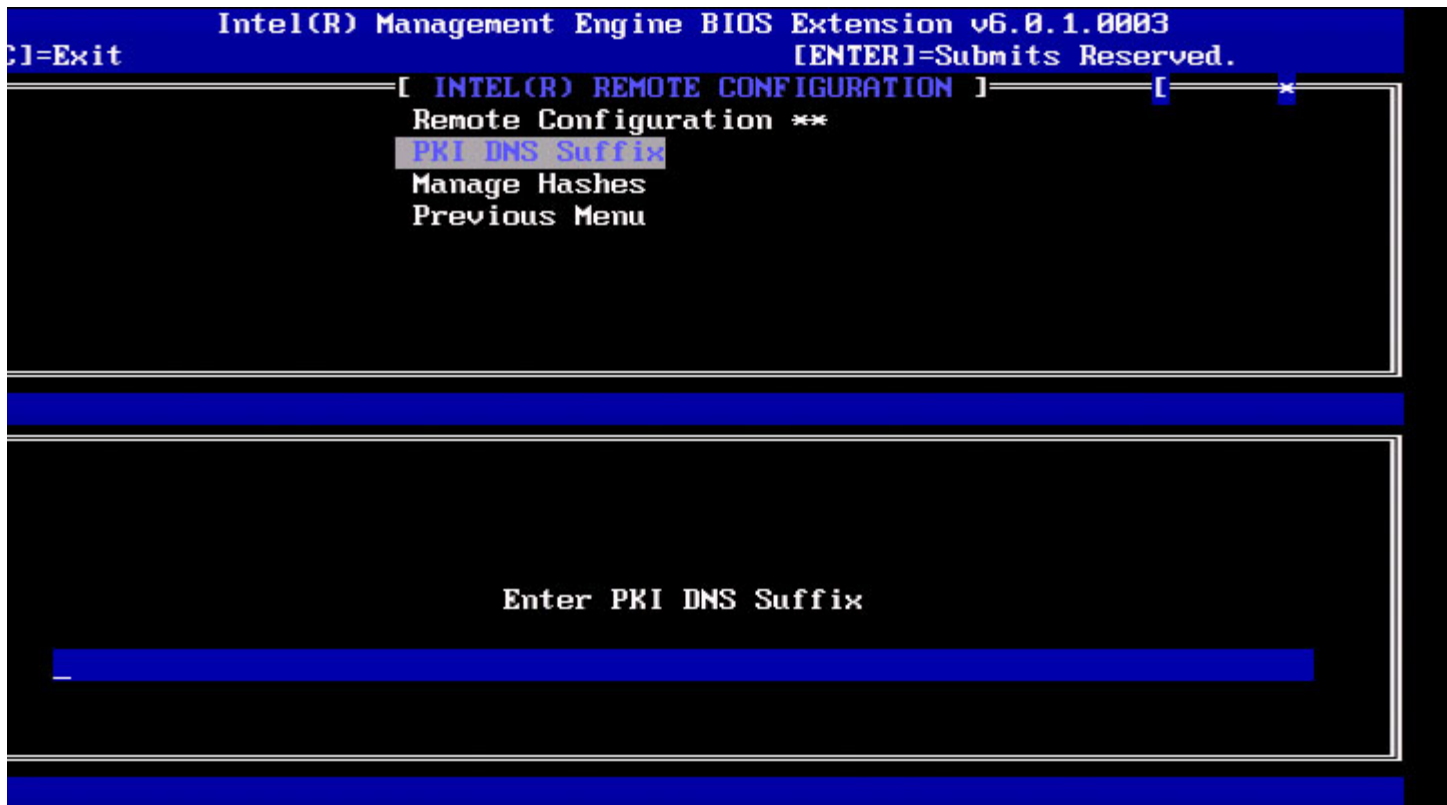 Intel(R) Management Engine BIOS Extension v6.0.1.0003
C]=Exit [ENTER]=Submits Reserved.
[ INTEL(R) REMOTE CONFIGURATION ] [ *
Remote Configuration **
PKI DNS Suffix
Manage Hashes
Previous Menu
Enter PKI DNS Suffix
_